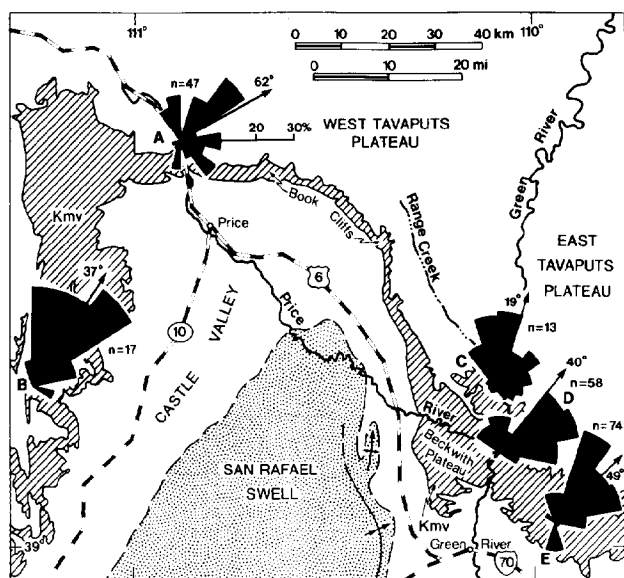 111°
110°
0 10 20 30 40 km
0 10 20 mi
n=47
62°
A
20 30%
WEST TAVAPUTS
PLATEAU
Green
River
Book
Cliffs
Range Creek
Kmv
Price
EAST
TAVAPUTS
PLATEAU
37°
6
19°
n=13
10
VALLEY
Price
n=17
C
40°
B
CASTLE
n=58
D
River
n=74
Beckwith
Plateau
SAN RAFAEL
SWELL
49°
Kmv
39°
Green River
70
E